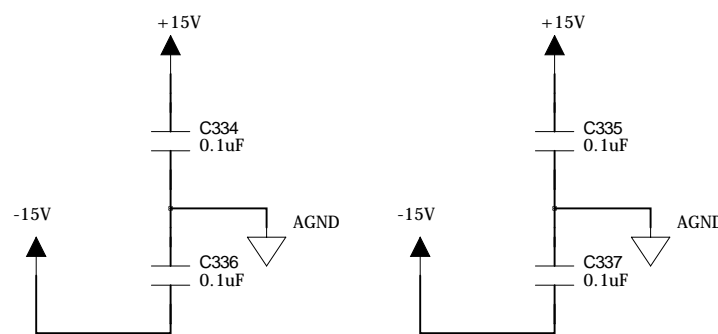 +15V
+15V
C334
0.1uF
C335
0.1uF
-15V
AGND
-15V
AGND
C336
0.1uF
C337
0.1uF